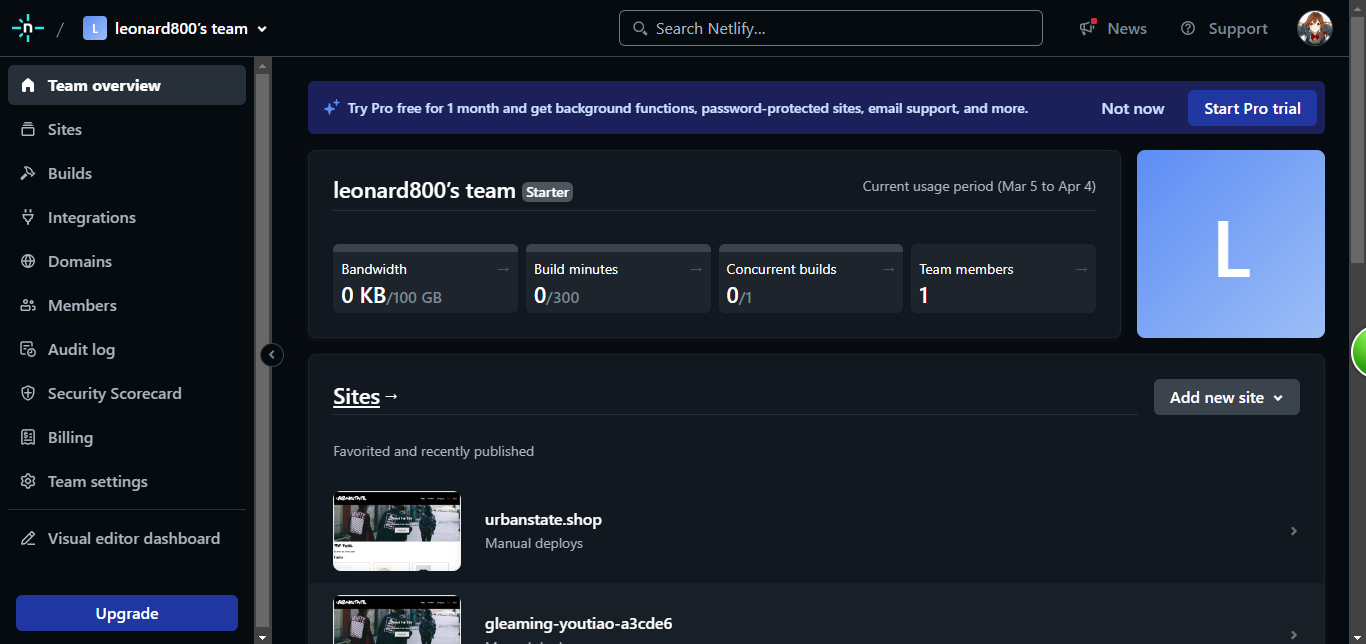 n / L leonard800's team
Search Netlify...
News
Support
Team overview
Sites
Builds
Integrations
Domains
Members
Audit log
Security Scorecard
Billing
Team settings
Visual editor dashboard
Upgrade
Try Pro free for 1 month and get background functions, password-protected sites, email support, and more.
Not now
Start Pro trial
leonard800's team Starter
Current usage period (Mar 5 to Apr 4)
Bandwidth →
0 KB/100 GB
Build minutes →
0/300
Concurrent builds →
0/1
Team members →
1
L
Sites →
Add new site
Favorited and recently published
urbanstate.shop
Manual deploys
gleaming-youtiao-a3cde6